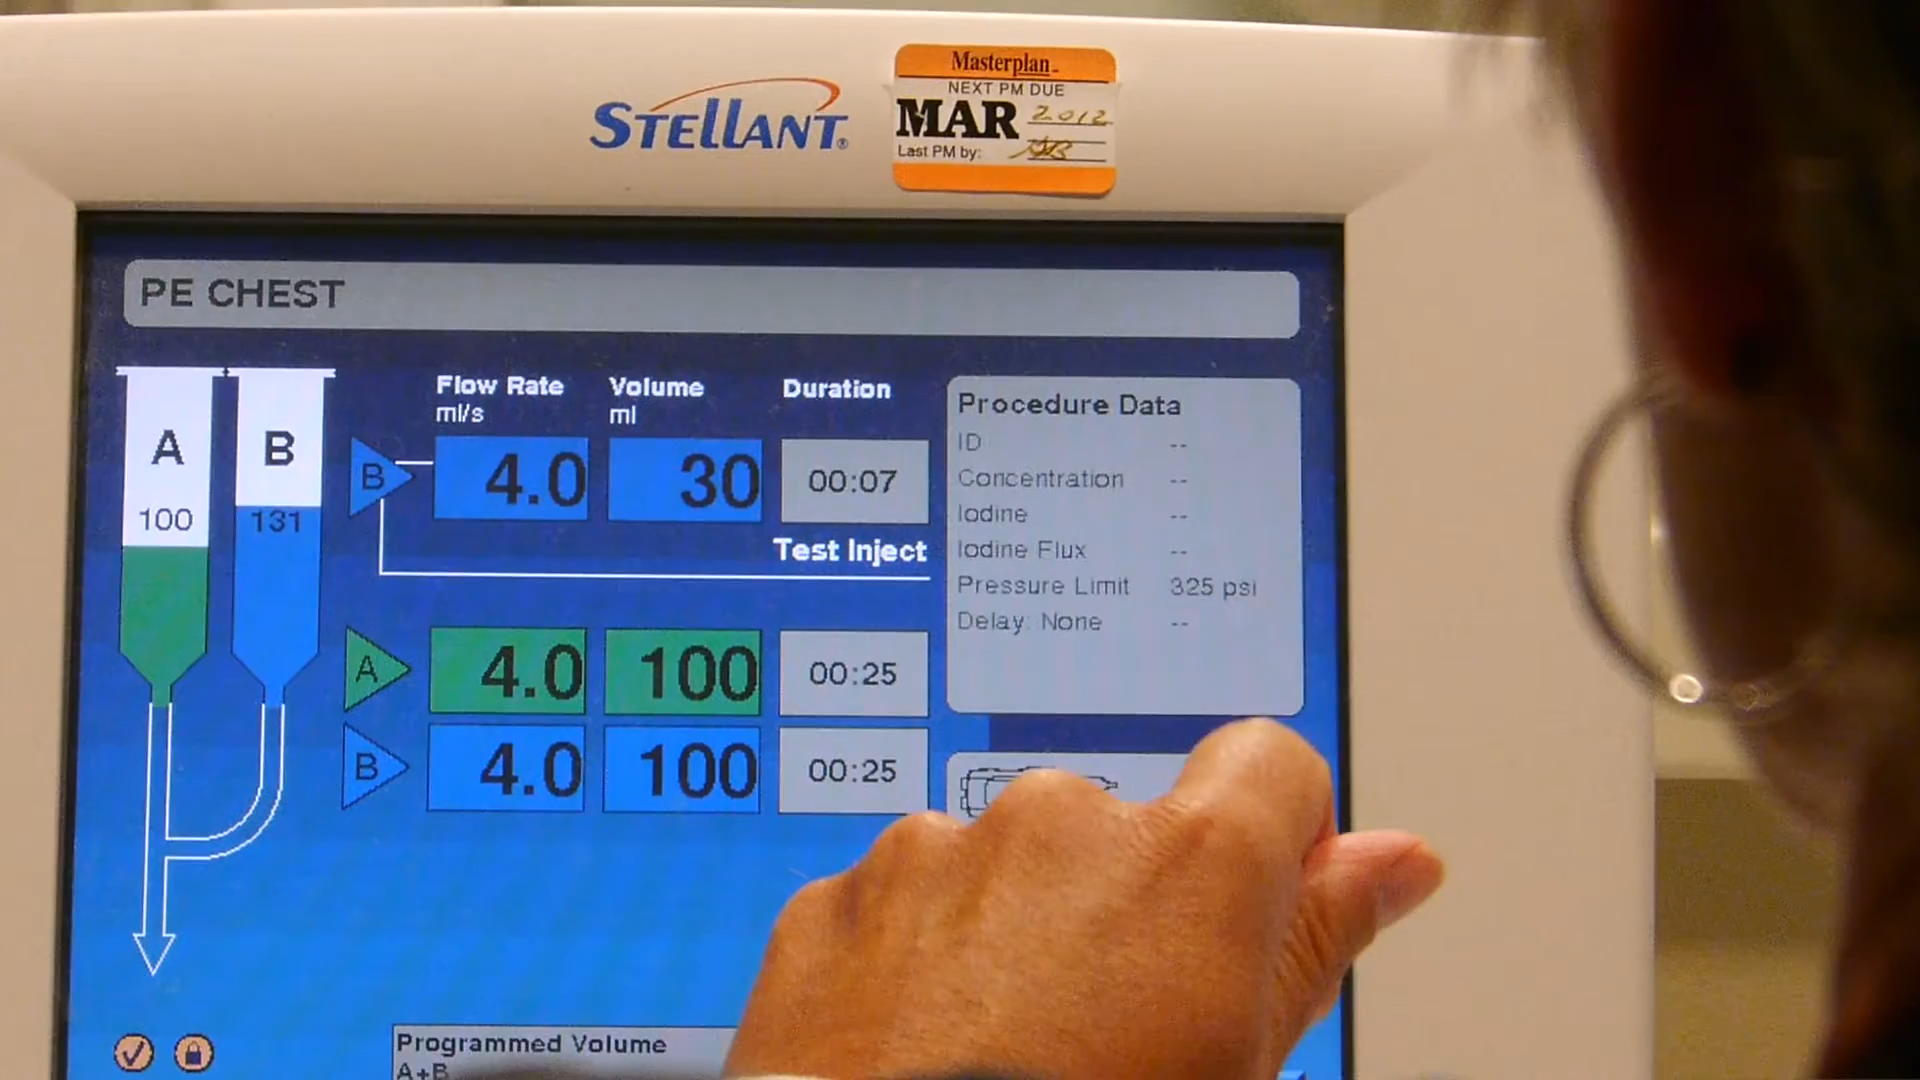 STELLANT®
Masterplan
NEXT PM DUE
MAR 2012
Last PM by:
PE CHEST
A
100
B
131
Flow Rate
ml/s
Volume
ml
Duration
B 4.0 30 00:07
Test Inject
A 4.0 100 00:25
B 4.0 100 00:25
Procedure Data
ID --
Concentration --
Iodine --
Iodine Flux --
Pressure Limit 325 psi
Delay: None --
Programmed Volume
A+B